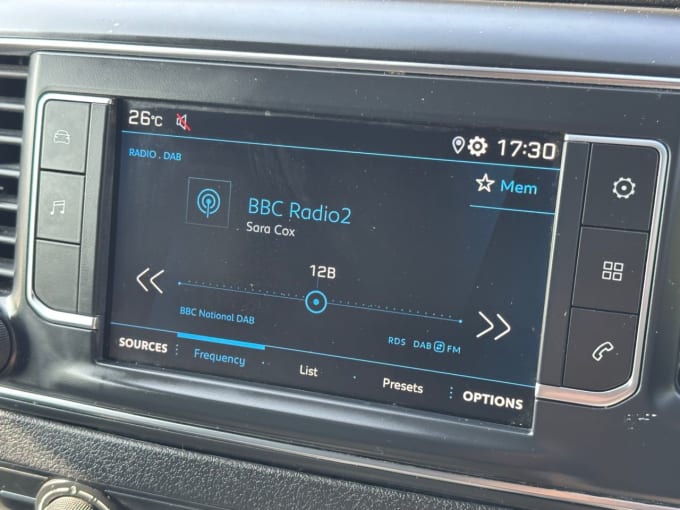 26°C
17:30
RADIO . DAB
Mem
BBC Radio2
Sara Cox
12B
BBC National DAB
RDS DAB FM
SOURCES Frequency List Presets OPTIONS